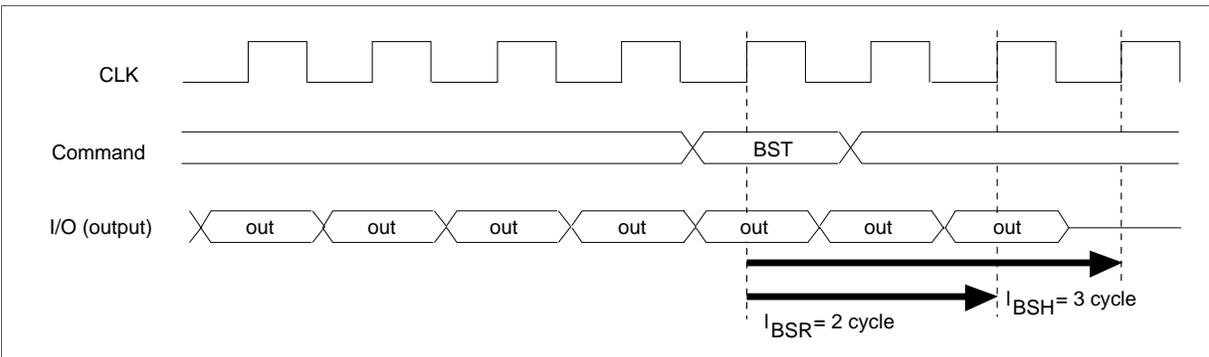 CLK
Command
BST
I/O (output)
out out out out out out out
lBSH= 3 cycle
lBSR= 2 cycle